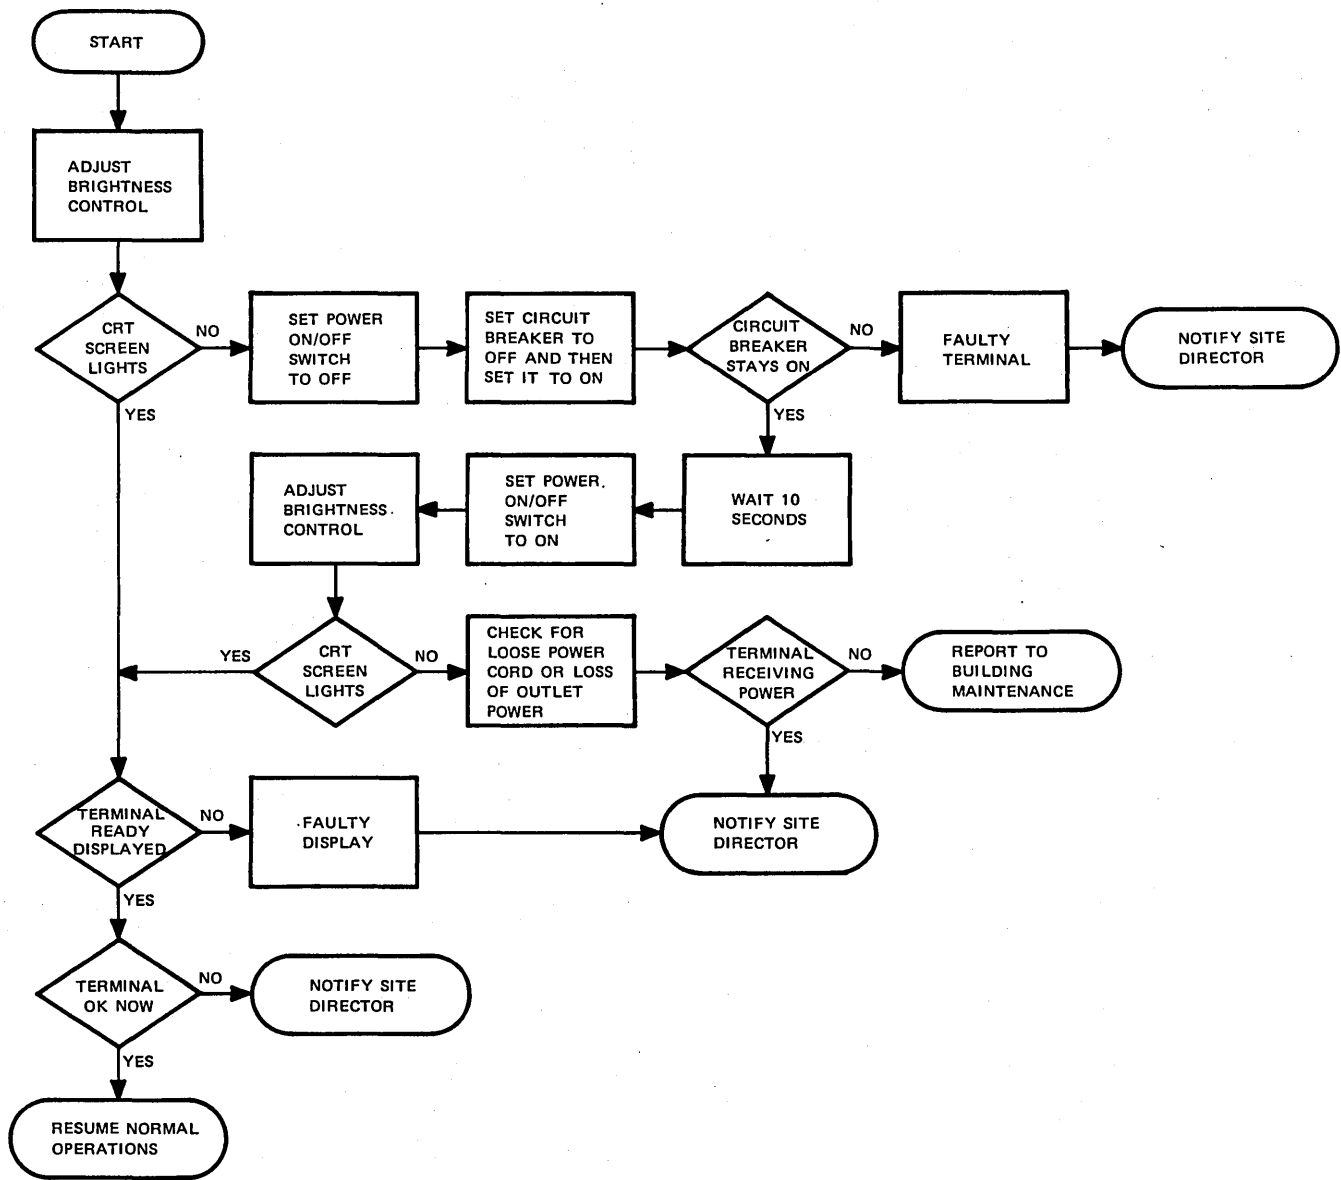 START
ADJUST
BRIGHTNESS
CONTROL
CRT
SCREEN
LIGHTS
NO
YES
SET POWER
ON/OFF
SWITCH
TO OFF
SET CIRCUIT
BREAKER TO
OFF AND THEN
SET IT TO ON
CIRCUIT
BREAKER
STAYS ON
NO
YES
FAULTY
TERMINAL
NOTIFY SITE
DIRECTOR
WAIT 10
SECONDS
SET POWER
ON/OFF
SWITCH
TO ON
ADJUST
BRIGHTNESS
CONTROL
CRT
SCREEN
LIGHTS
YES
NO
CHECK FOR
LOOSE POWER
CORD OR LOSS
OF OUTLET
POWER
TERMINAL
RECEIVING
POWER
NO
YES
REPORT TO
BUILDING
MAINTENANCE
TERMINAL
READY
DISPLAYED
NO
YES
FAULTY
DISPLAY
NOTIFY SITE
DIRECTOR
TERMINAL
OK NOW
NO
YES
NOTIFY SITE
DIRECTOR
RESUME NORMAL
OPERATIONS